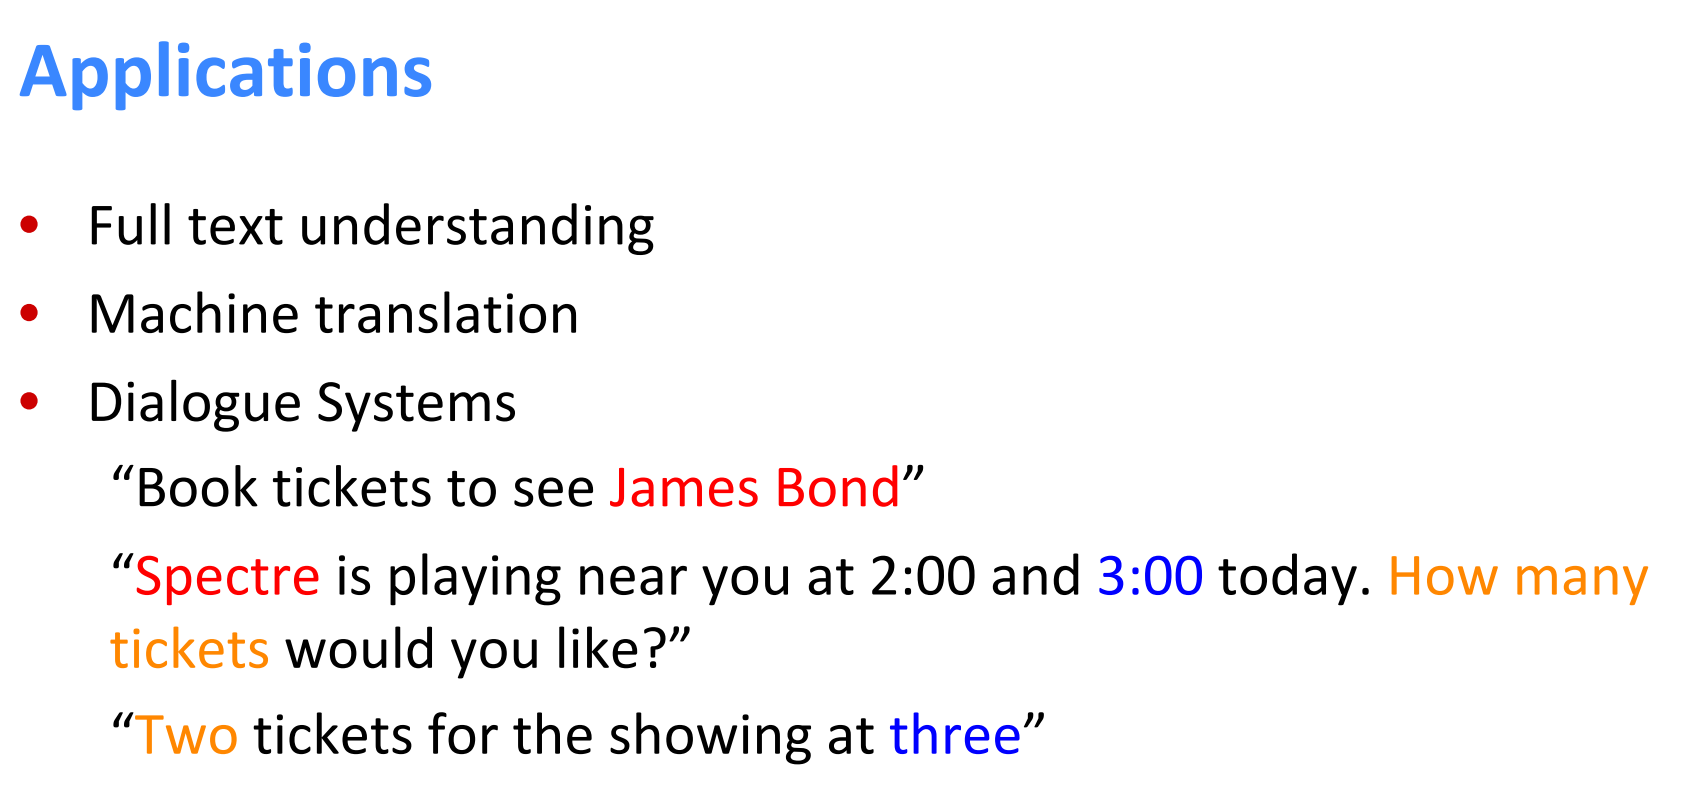 Applications
• Full text understanding
• Machine translation
• Dialogue Systems
“Book tickets to see James Bond”
“Spectre is playing near you at 2:00 and 3:00 today. How many
tickets would you like?”
“Two tickets for the showing at three”